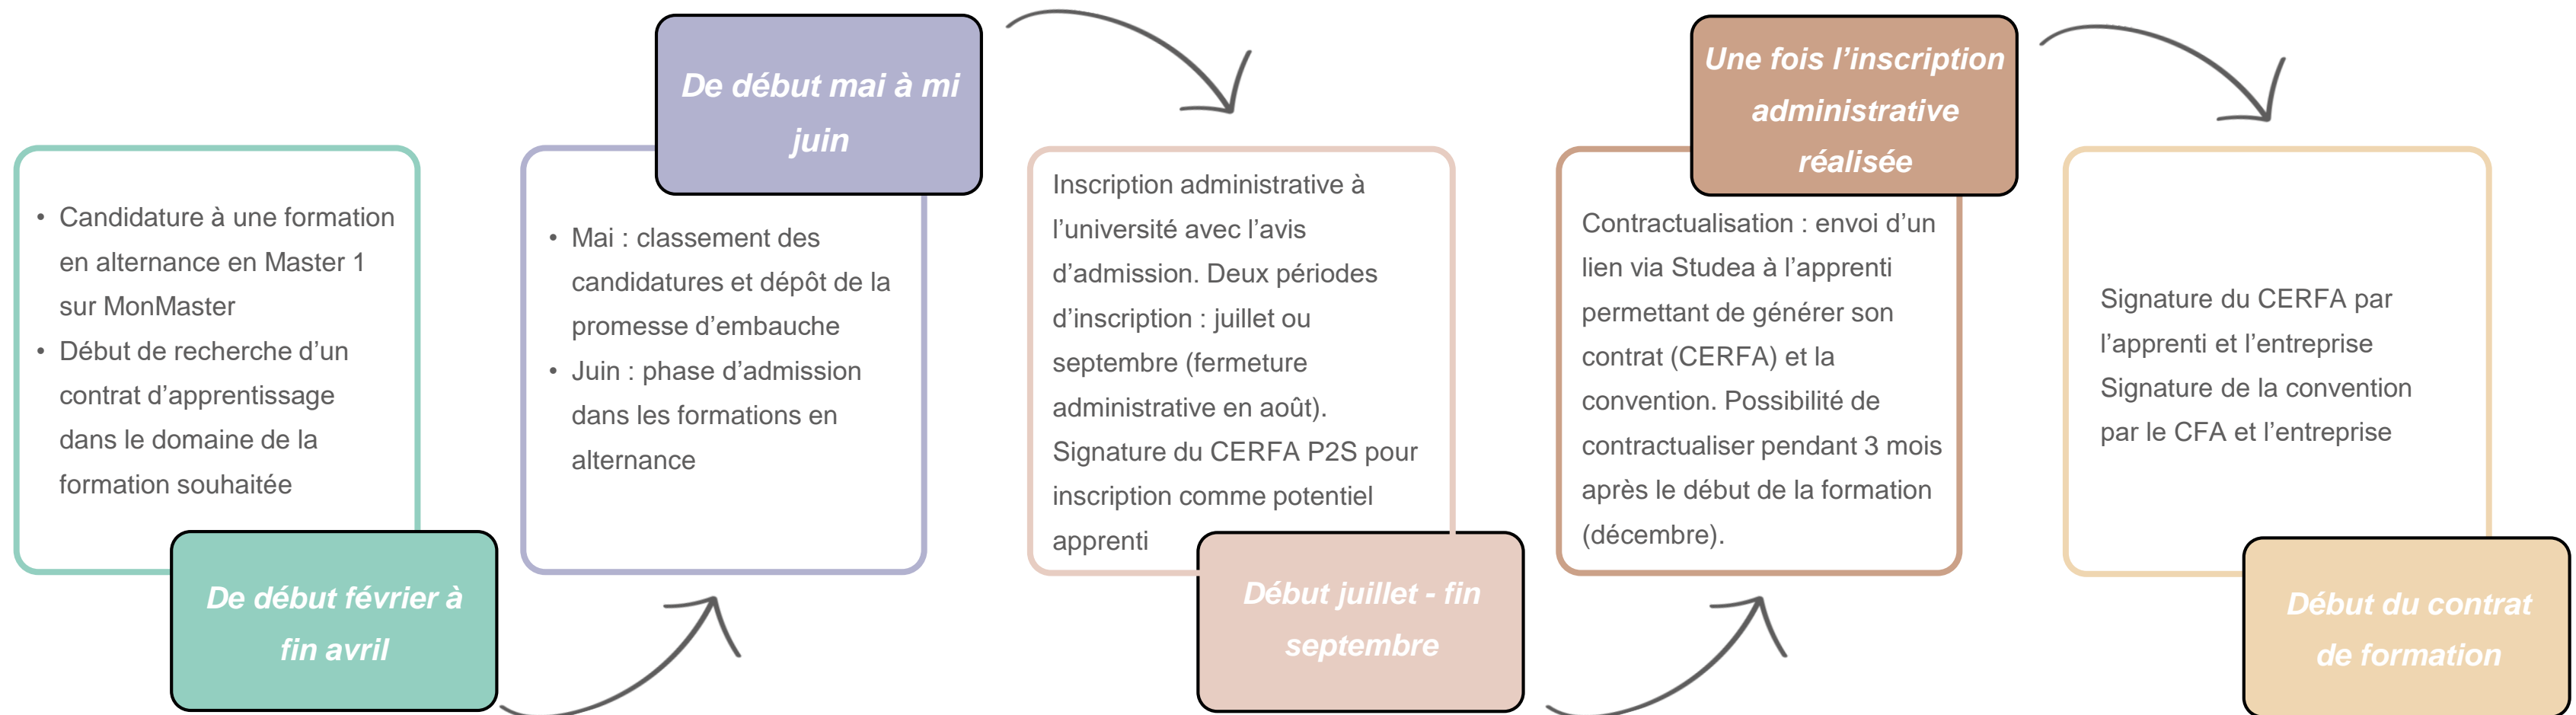 • Candidature à une formation
en alternance en Master 1
sur MonMaster
• Début de recherche d’un
contrat d’apprentissage
dans le domaine de la
formation souhaitée
De début février à
fin avril
De début mai à mi
juin
• Mai : classement des
candidatures et dépôt de la
promesse d’embauche
• Juin : phase d’admission
dans les formations en
alternance
Inscription administrative à
l’université avec l’avis
d’admission. Deux périodes
d’inscription : juillet ou
septembre (fermeture
administrative en août).
Signature du CERFA P2S pour
inscription comme potentiel
apprenti
Début juillet - fin
septembre
Une fois l’inscription
administrative
réalisée
Contractualisation : envoi d’un
lien via Studea à l’apprenti
permettant de générer son
contrat (CERFA) et la
convention. Possibilité de
contractualiser pendant 3 mois
après le début de la formation
(décembre).
Signature du CERFA par
l’apprenti et l’entreprise
Signature de la convention
par le CFA et l’entreprise
Début du contrat
de formation